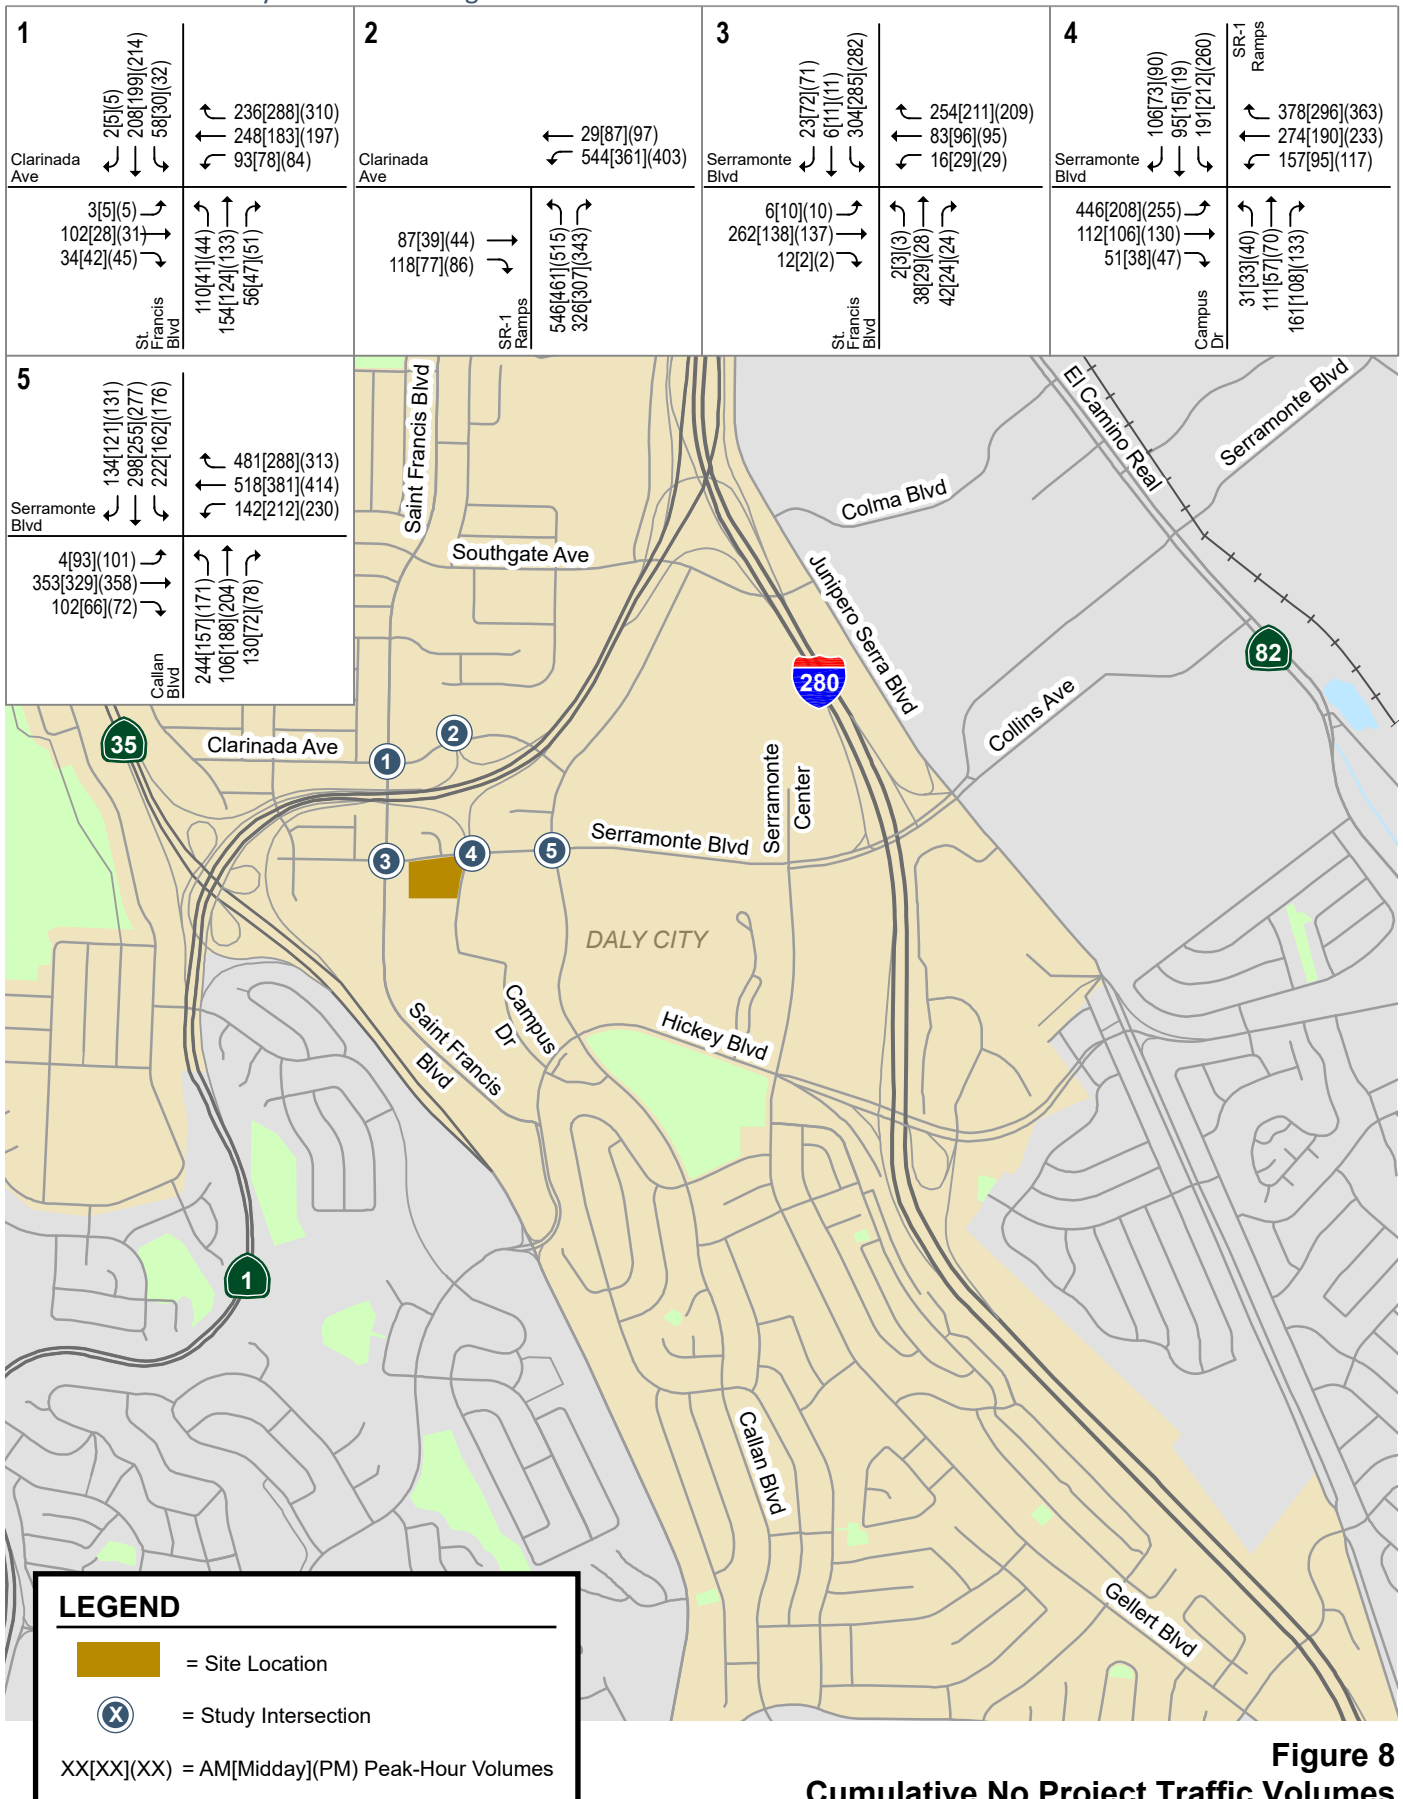 1
2[5](5)
208[199](214)
58[30](32)
236[288](310)
248[183](197)
93[78](84)
Clarinada
Ave
3[5](5)
102[28](31)
34[42](45)
110[41](44)
154[124](133)
56[47](51)
St.
Francis
Blvd
2
29[87](97)
544[361](403)
Clarinada
Ave
87[39](44)
118[77](86)
546[461](515)
326[307](343)
SR-1
Ramps
3
23[72](71)
6[11](11)
304[285](282)
254[211](209)
83[96](95)
16[29](29)
Serramonte
Blvd
6[10](10)
262[138](137)
12[2](2)
2[3](3)
38[29](28)
42[24](24)
St.
Francis
Blvd
4
106[73](90)
95[15](19)
191[212](260)
SR-1
Ramps
378[296](363)
274[190](233)
157[95](117)
Serramonte
Blvd
446[208](255)
112[106](130)
51[38](47)
31[33](40)
111[57](70)
161[108](133)
Campus
Dr
5
134[121](131)
298[255](277)
222[162](176)
481[288](313)
518[381](414)
142[212](230)
Serramonte
Blvd
4[93](101)
353[329](358)
102[66](72)
244[157](171)
106[188](204)
130[72](78)
Callan
Blvd
Saint Francis Blvd
Southgate Ave
Colma Blvd
El Camino Real
Serramonte Blvd
Junipero Serra Blvd
82
280
Collins Ave
35
Clarinada Ave
1
2
Serramonte
Center
3
4
5
Serramonte Blvd
DALY CITY
Saint Francis
Blvd
Campus
Dr
Hickey Blvd
1
Callan Blvd
Gellert Blvd
LEGEND
= Site Location
X = Study Intersection
XX[XX](XX) = AM[Midday](PM) Peak-Hour Volumes
Figure 8
Cumulative No Project Traffic Volumes